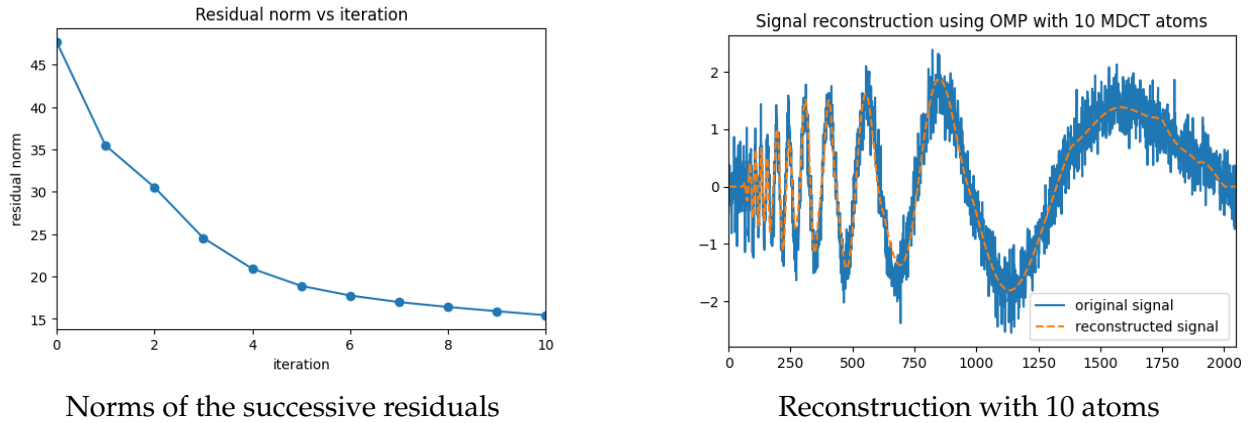 Residual norm vs iteration
45
40
35
30
25
20
15
residual norm
0 2 4 6 8 10
iteration
Norms of the successive residuals
Signal reconstruction using OMP with 10 MDCT atoms
2
1
0
−1
−2
original signal
reconstructed signal
0 250 500 750 1000 1250 1500 1750 2000
Reconstruction with 10 atoms